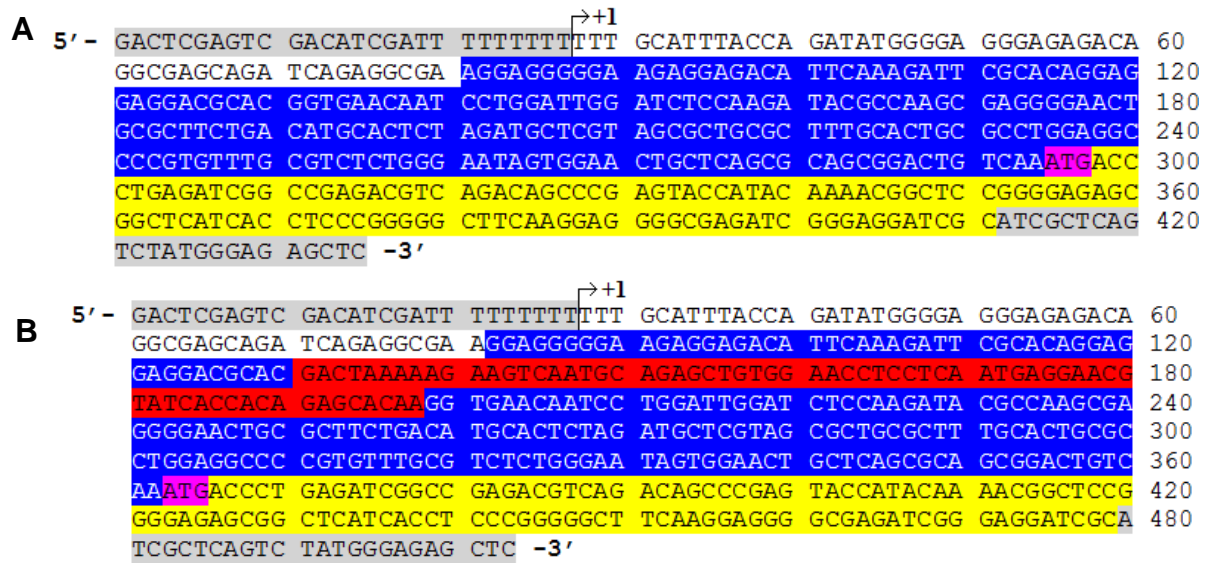 A
+1
5’- GACTCGAGTC GACATCGATT TTTTTTTTTT GCATTTACCA GATATGGGGA GGGAGAGACA 60
GGCGAGCAGA TCAGAGGCGA AGGAGGGGGA AGAGGAGACA TTCAAAGATT CGCACAGGAG 120
GAGGACGCAC GGTGAACAAT CCTGGATTGG ATCTCCAAGA TACGCCAAGC GAGGGGAACT 180
GCGCTTCTGA CATGCACTCT AGATGCTCGT AGCGCTGCGC TTTGCACTGC GCCTGGAGGC 240
CCCGTGTTTGC GTCTCTGGG AATAGTGGAA CTGCTCAGCG CAGCGGACTG TCAAATGACC 300
CTGAGATCGG CCGAGACGTC AGACAGCCCG AGTACCATAC AAAACGGCTC CGGGGAGAGC 360
GGCTCATCAC CTCCCGGGGG CTTCAAGGAG GGGCGAGATC GGGAGGATCGC ATCGCTCAG 420
TCTATGGGAG AGCTC -3’
B
+1
5’- GACTCGAGTC GACATCGATT TTTTTTTTTT GCATTTACCA GATATGGGGA GGGAGAGACA 60
GGCGAGCAGA TCAGAGGCGA AGGAGGGGGA AGAGGAGACA TTCAAAGATT CGCACAGGAG 120
GAGGACGCAC GACTAAAAAG AAGTCAATGC AGAGCTGTGG AACCTCCTCA ATGAGGAACG 180
TATCACCACA GAGCACAAGG TGAACAATCC TGGATTGGAT CTCCAAGATA CGCCAAGCGA 240
GGGGAACTGC GCTTCTGACA TGCACTCTAG ATGCTCGTAG CGCTGCGCTT TGCACTGCGC 300
CTGGAGGCCC CGTGTTTGCG TCTCTGGGAA TAGTGGAACT GCTCAGCGCA GCGGACTGTC 360
AAATGACCCT GAGATCGGCC GAGACGTCAG ACAGCCCGAG TACCATACAA AACGGCTCCG 420
GGGAGAGCGG CTCATCACCT CCCGGGGGCT TCAAGGAGGG GCGAGATCGG GAGGATCGCA 480
TCGCTCAGTC TATGGGAGAG CTC -3’